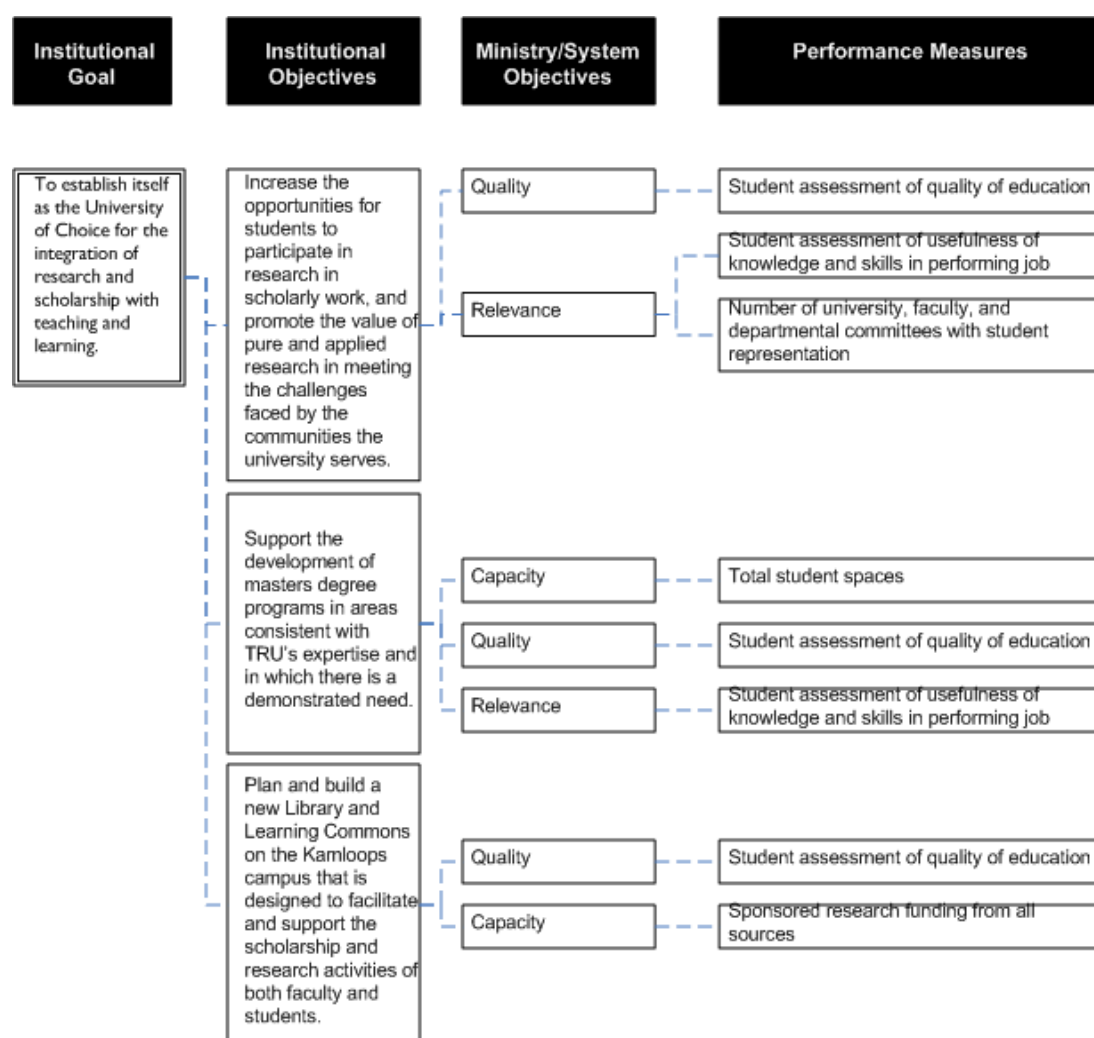 Institutional
Goal
Institutional
Objectives
Ministry/System
Objectives
Performance Measures
To establish itself
as the University
of Choice for the
integration of
research and
scholarship with
teaching and
learning.
Increase the
opportunities for
students to
participate in
research in
scholarly work, and
promote the value of
pure and applied
research in meeting
the challenges
faced by the
communities the
university serves.
Quality
Student assessment of quality of education
Relevance
Student assessment of usefulness of
knowledge and skills in performing job
Number of university, faculty, and
departmental committees with student
representation
Support the
development of
masters degree
programs in areas
consistent with
TRU's expertise and
in which there is a
demonstrated need.
Capacity
Total student spaces
Quality
Student assessment of quality of education
Relevance
Student assessment of usefulness of
knowledge and skills in performing job
Plan and build a
new Library and
Learning Commons
on the Kamloops
campus that is
designed to facilitate
and support the
scholarship and
research activities of
both faculty and
students.
Quality
Student assessment of quality of education
Capacity
Sponsored research funding from all
sources